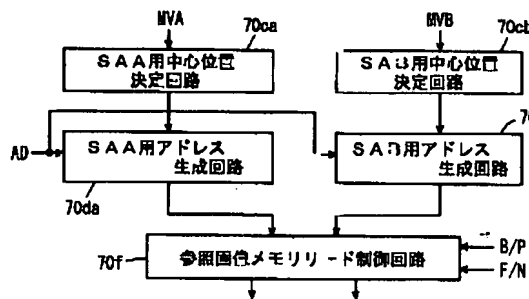 MVA
MVB
70ca
70cb
SAA用中心位置
決定回路
SAB用中心位置
決定回路
AD
SAA用アドレス
生成回路
SAB用アドレス
生成回路
70da
70f
参照画像メモリリード制御回路
B/P
F/N